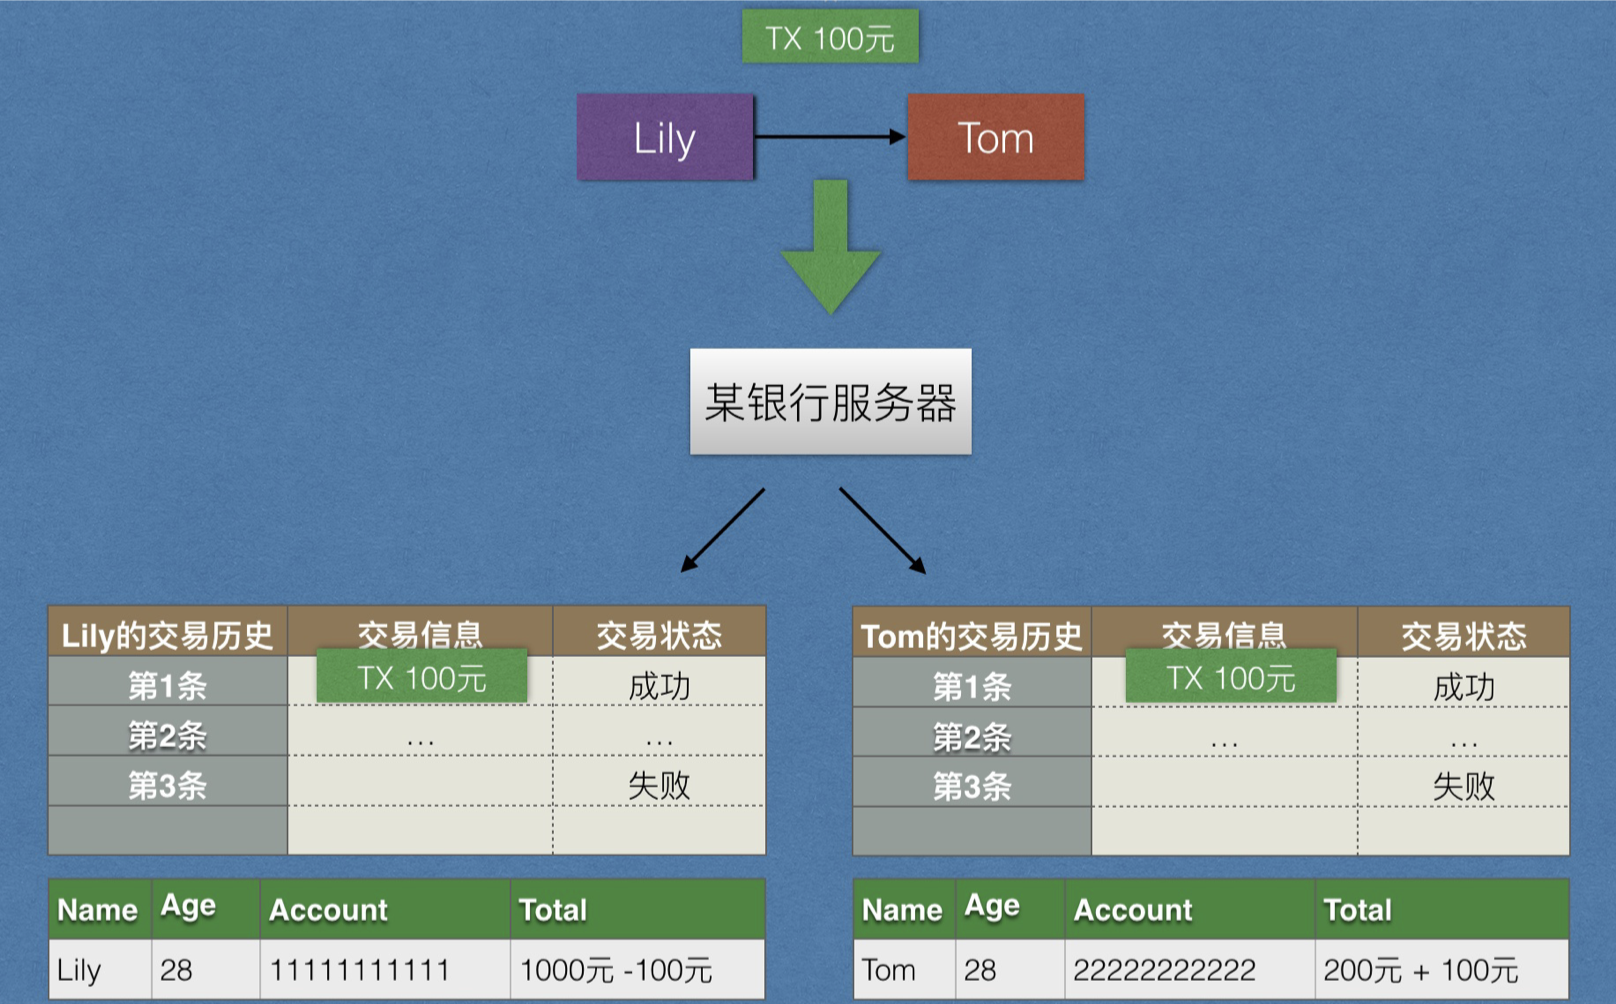 TX 100元
Lily
Tom
某银行服务器
Lily的交易历史 交易信息 交易状态
第1条 TX 100元 成功
第2条 ... ...
第3条 失败
Tom的交易历史 交易信息 交易状态
第1条 TX 100元 成功
第2条 ... ...
第3条 失败
Name Age Account Total
Lily 28 11111111111 1000元 -100元
Name Age Account Total
Tom 28 22222222222 200元 + 100元